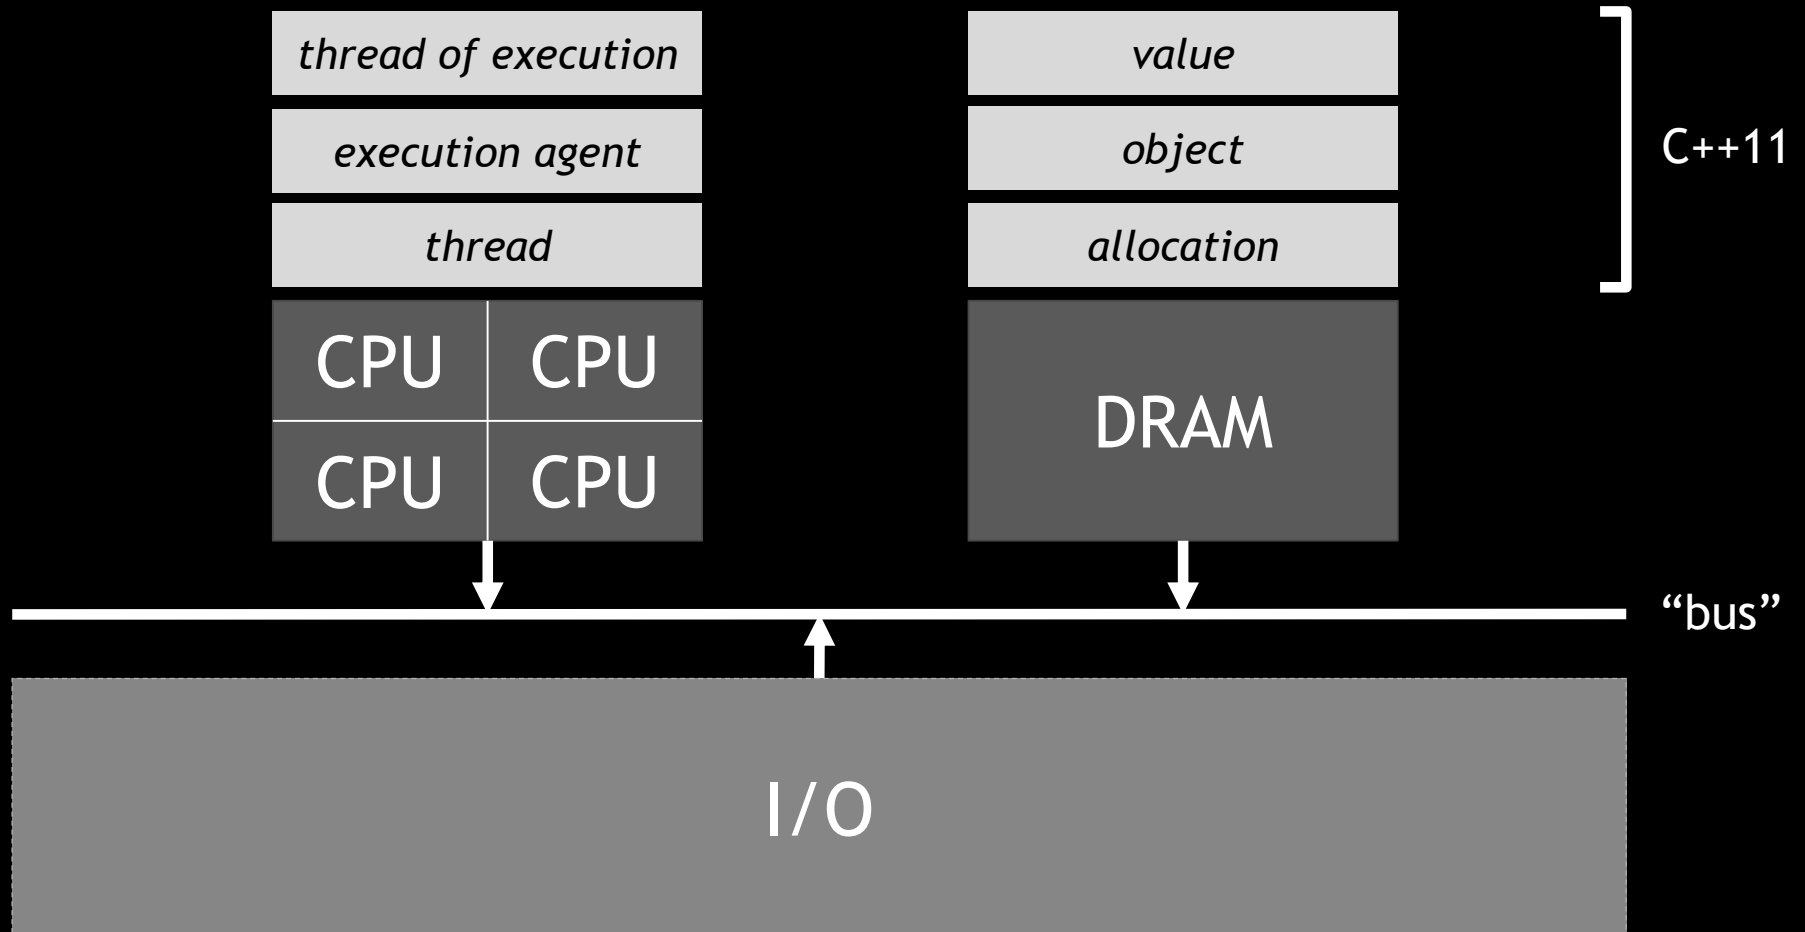 thread of execution
value
execution agent
object
C++11
thread
allocation
CPU
CPU
DRAM
CPU
CPU
“bus”
I/O